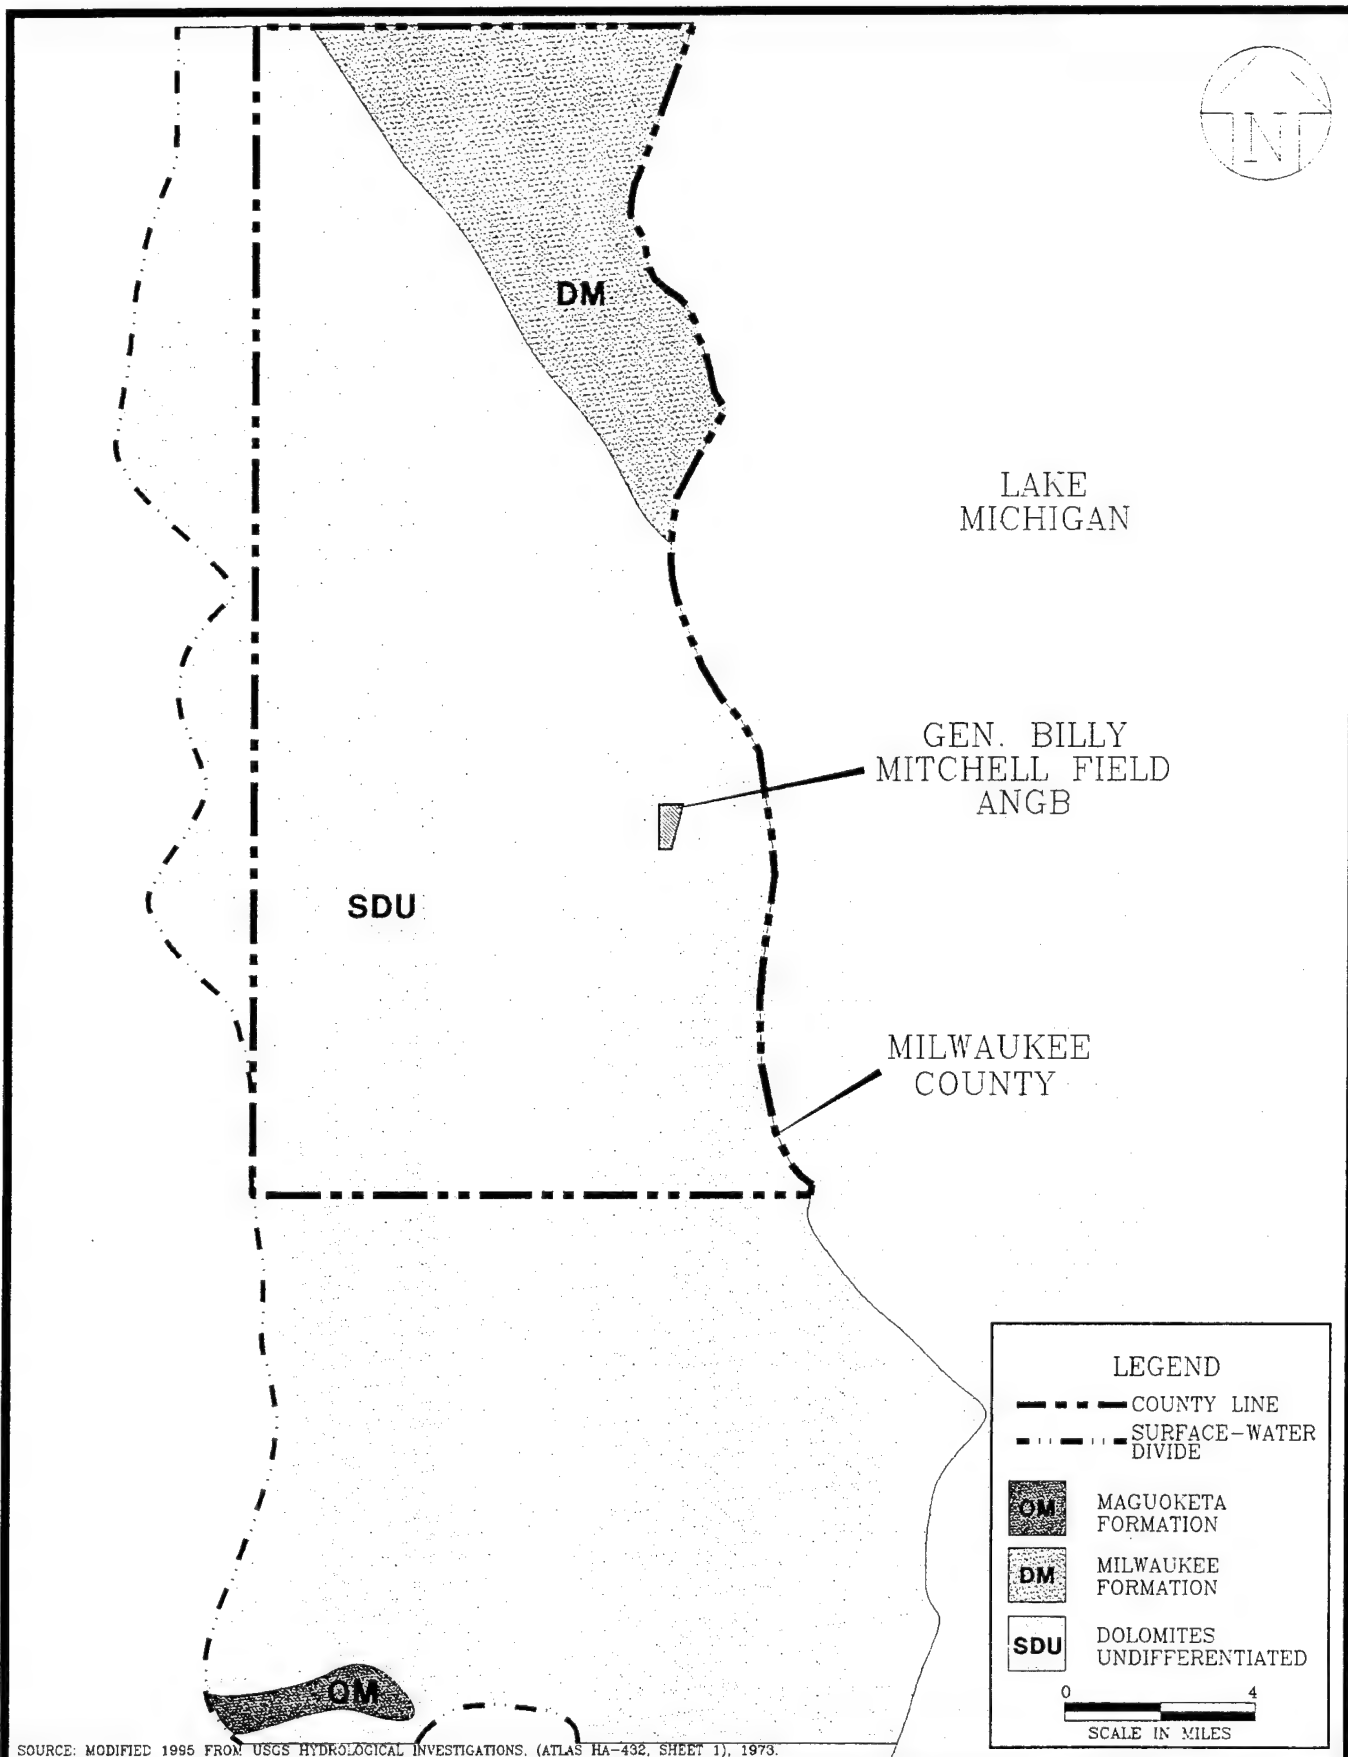 N
DM
LAKE
MICHIGAN
GEN. BILLY
MITCHELL FIELD
ANGB
SDU
MILWAUKEE
COUNTY
LEGEND
COUNTY LINE
SURFACE-WATER
DIVIDE
OM
MAGUOKETA
FORMATION
DM
MILWAUKEE
FORMATION
SDU
DOLOMITES
UNDIFFERENTIATED
0 4
SCALE IN MILES
OM
SOURCE: MODIFIED 1995 FROM USGS HYDROLOGICAL INVESTIGATIONS, (ATLAS HA-432, SHEET 1), 1973.